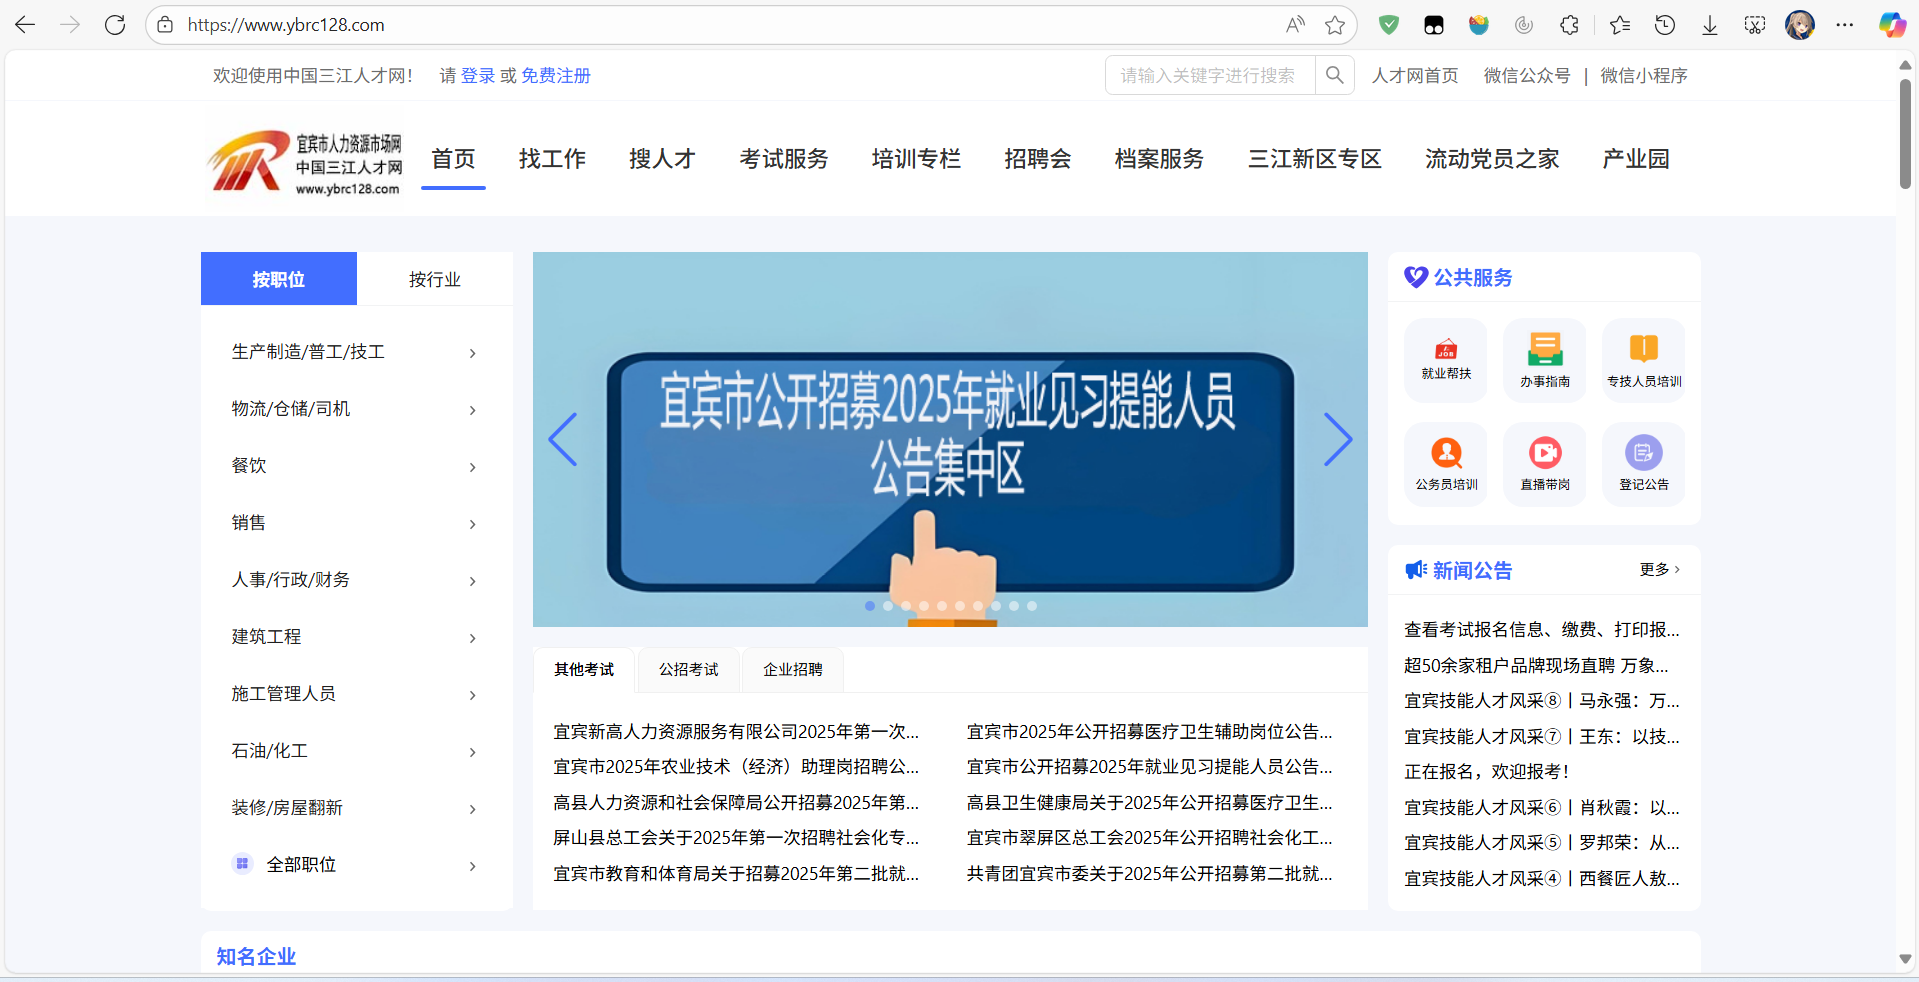 https://www.ybrc128.com
欢迎使用中国三江人才网！ 请 登录 或 免费注册
请输入关键字进行搜索
人才网首页 微信公众号 | 微信小程序
宜宾市人力资源市场网
中国三江人才网
www.ybrc128.com
首页 找工作 搜人才 考试服务 培训专栏 招聘会 档案服务 三江新区专区 流动党员之家 产业园
按职位 按行业
生产制造/普工/技工
物流/仓储/司机
餐饮
销售
人事/行政/财务
建筑工程
施工管理人员
石油/化工
装修/房屋翻新
全部职位
宜宾市公开招募2025年就业见习提能人员
公告集中区
其他考试 公招考试 企业招聘
宜宾新高人力资源服务有限公司2025年第一次...
宜宾市2025年公开招募医疗卫生辅助岗位公告...
宜宾市2025年农业技术（经济）助理岗招聘公...
宜宾市公开招募2025年就业见习提能人员公告...
高县人力资源和社会保障局公开招募2025年第...
高县卫生健康局关于2025年公开招募医疗卫生...
屏山县总工会关于2025年第一次招聘社会化专...
宜宾市翠屏区总工会2025年公开招聘社会化工...
宜宾市教育和体育局关于招募2025年第二批就...
共青团宜宾市委关于2025年公开招募第二批就...
公共服务
JOB
就业帮扶 办事指南 专技人员培训
公务员培训 直播带岗 登记公告
新闻公告 更多
查看考试报名信息、缴费、打印报...
超50余家租户品牌现场直聘 万象...
宜宾技能人才风采⑧丨马永强：万...
宜宾技能人才风采⑦丨王东：以技...
正在报名，欢迎报考！
宜宾技能人才风采⑥丨肖秋霞：以...
宜宾技能人才风采⑤丨罗邦荣：从...
宜宾技能人才风采④丨西餐匠人敖...
知名企业